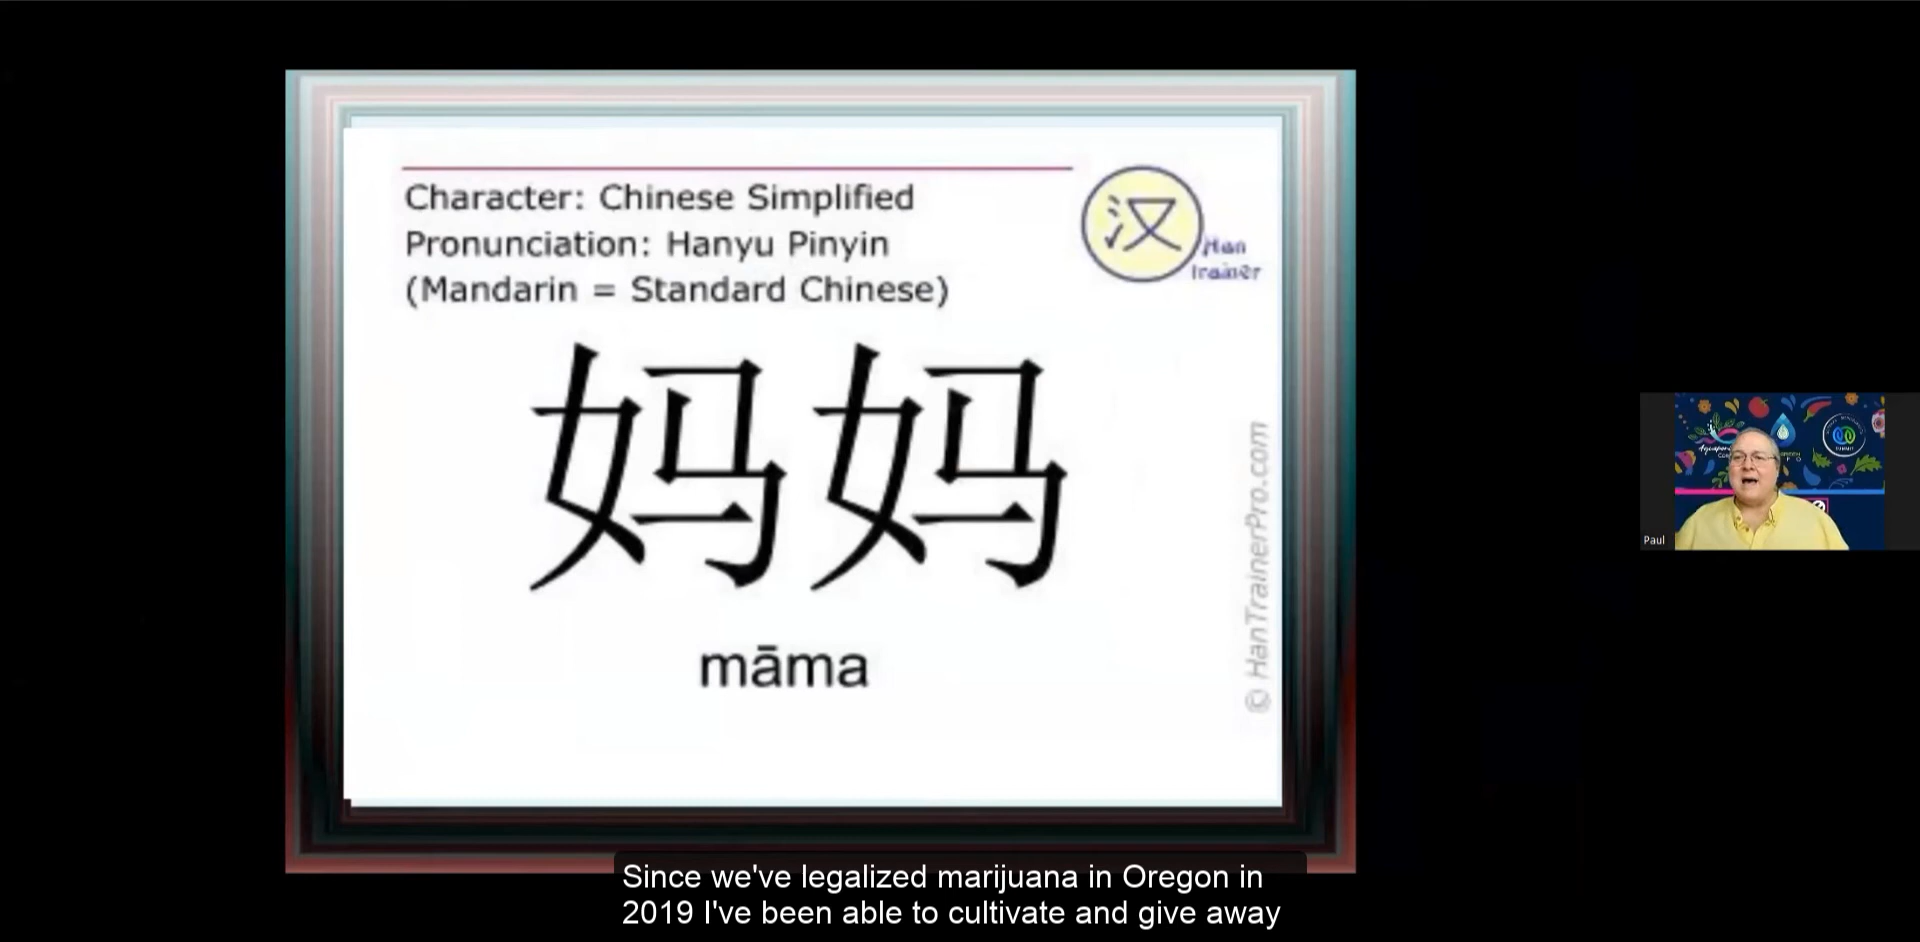 Character: Chinese Simplified
Pronunciation: Hanyu Pinyin
(Mandarin = Standard Chinese)
汉
Han
Trainer
妈妈
māma
© HanTrainerPro.com
Paul
Since we've legalized marijuana in Oregon in
2019 I've been able to cultivate and give away